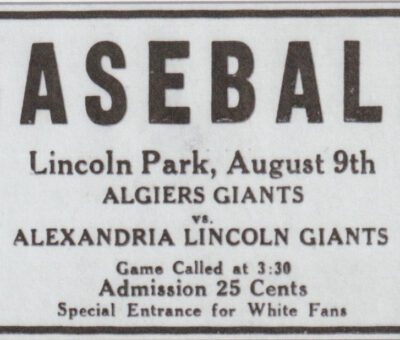 ASEBAL
Lincoln Park, August 9th
ALGIERS GIANTS
vs.
ALEXANDRIA LINCOLN GIANTS
Game Called at 3:30
Admission 25 Cents
Special Entrance for White Fans